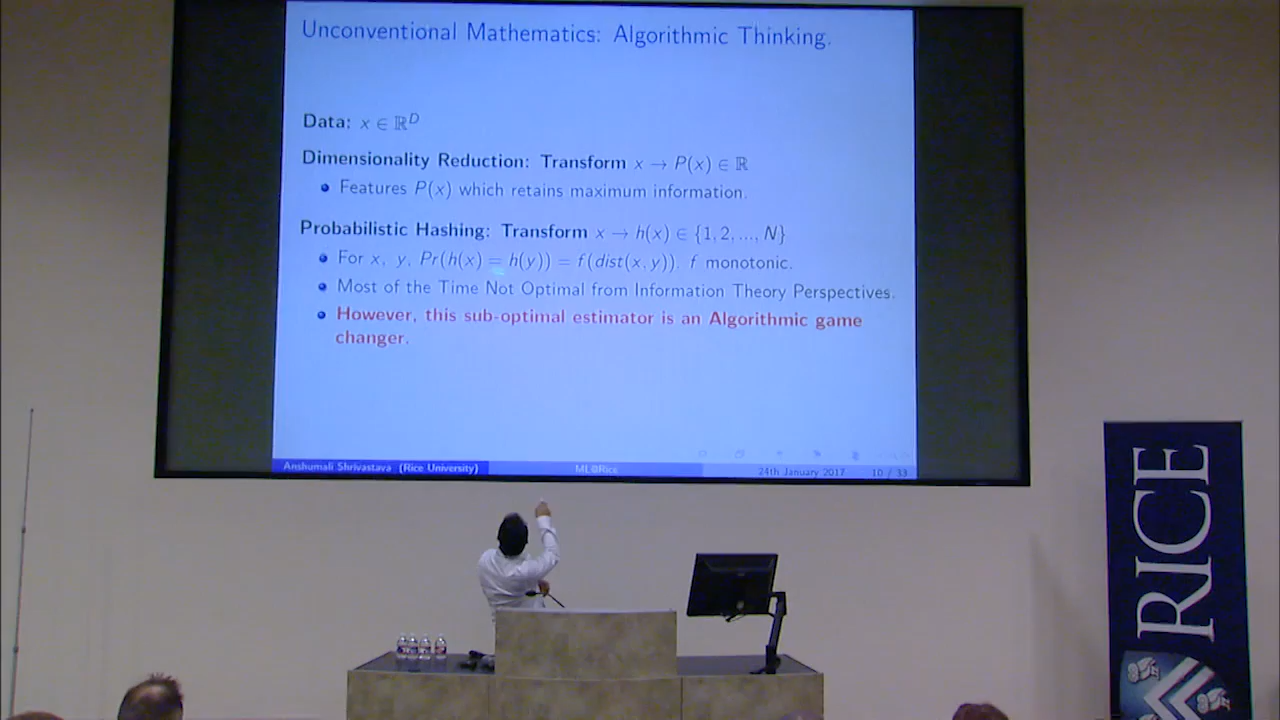 Unconventional Mathematics: Algorithmic Thinking.
Data: x ∈ ℝᴰ
Dimensionality Reduction: Transform x → P(x) ∈ ℝ
Features P(x) which retains maximum information.
Probabilistic Hashing: Transform x → h(x) ∈ {1, 2, ..., N}
For x, y, Pr(h(x) = h(y)) = f(dist(x, y)). f monotonic.
Most of the Time Not Optimal from Information Theory Perspectives.
However, this sub-optimal estimator is an Algorithmic game
changer.
Anshumali Shrivastava (Rice University) ML@Rice 24th January 2017 10 / 33
RICE